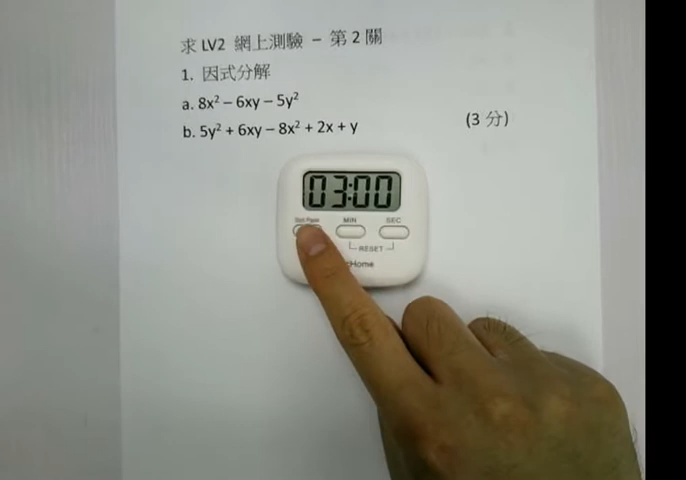 求 LV2 網上測驗 – 第 2 關
1. 因式分解
a. 8x² – 6xy – 5y²
b. 5y² + 6xy – 8x² + 2x + y (3 分)
03:00
MIN SEC
RESET
Home